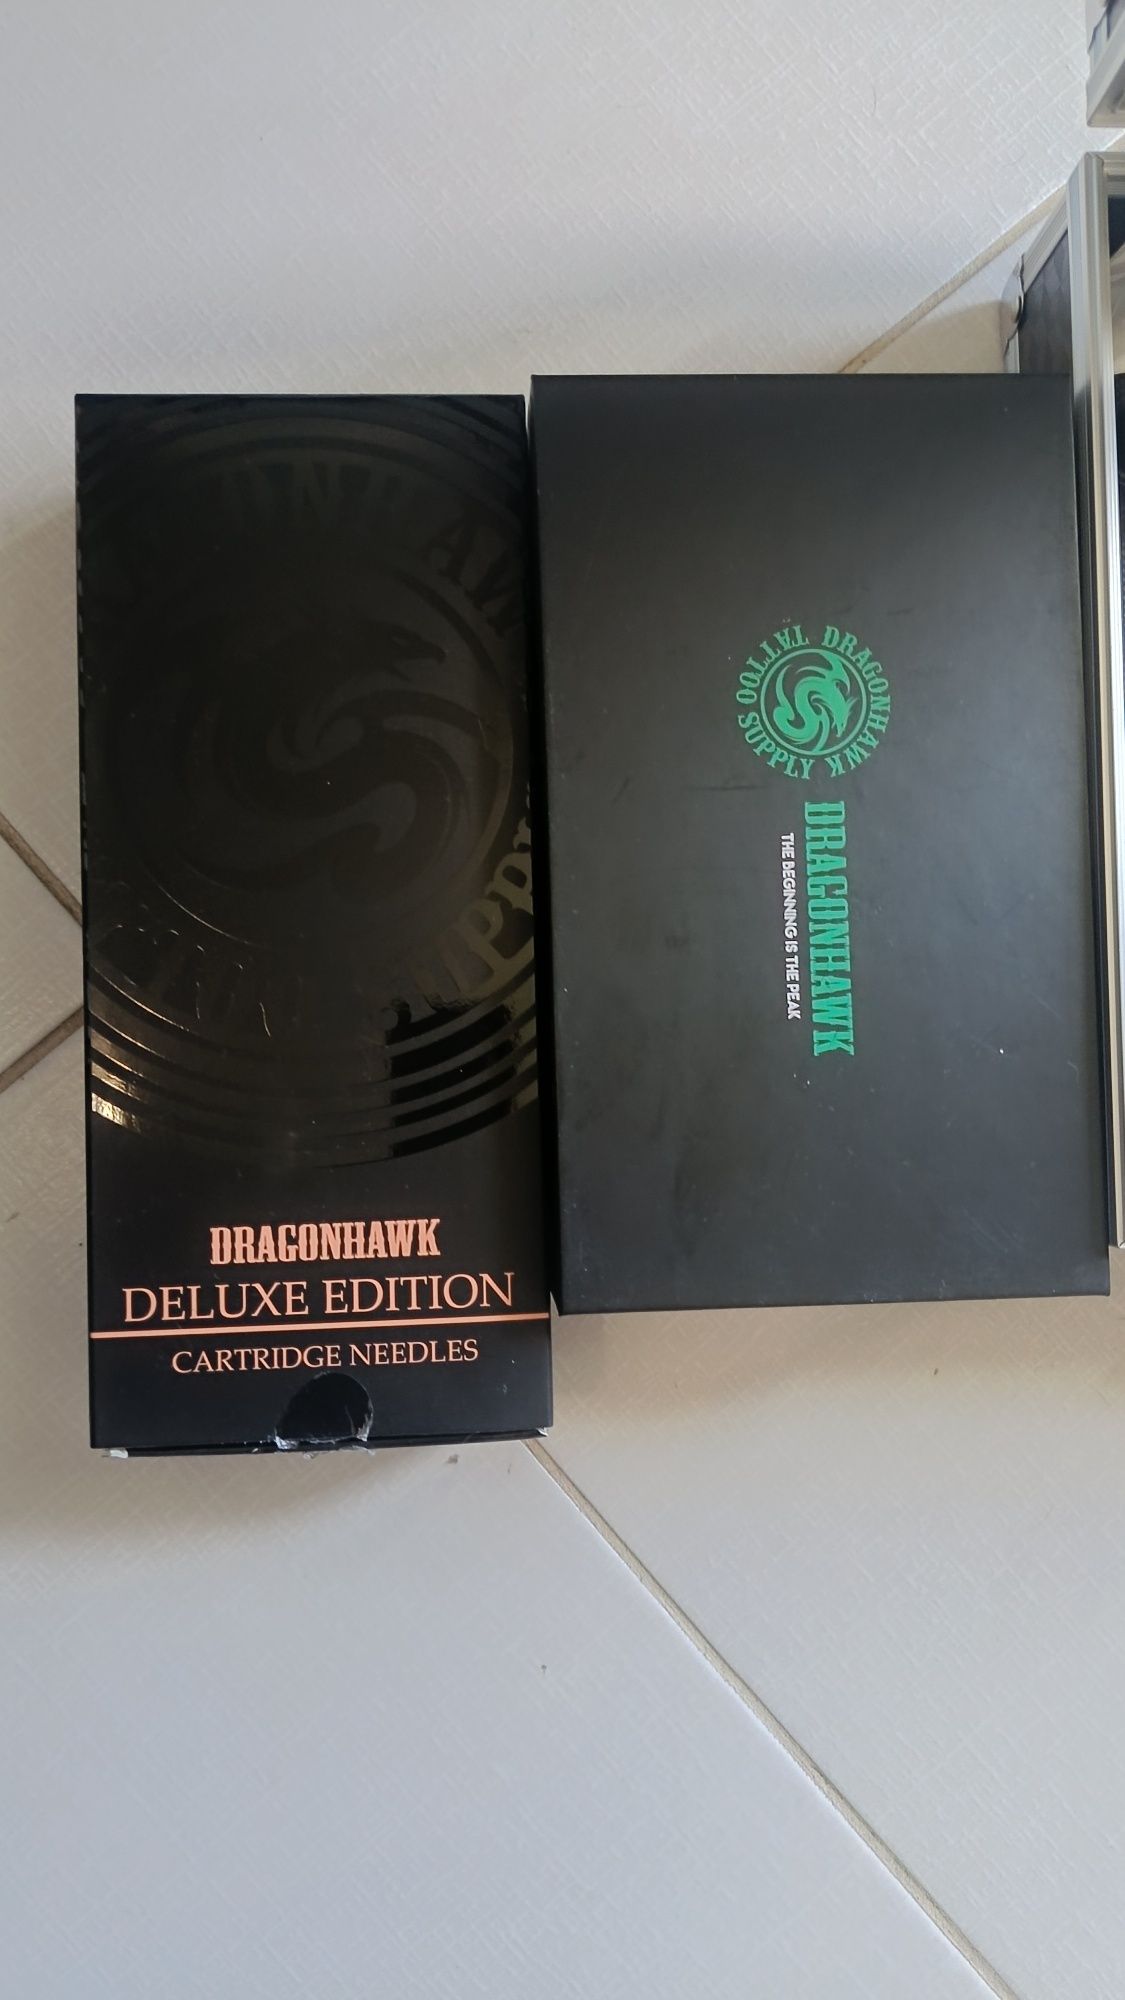 DRAGONHAWK
DELUXE EDITION
CARTRIDGE NEEDLES
DRAGONHAWK TATTOO SUPPLY
DRAGONHAWK
THE BEGINNING IS THE PEAK